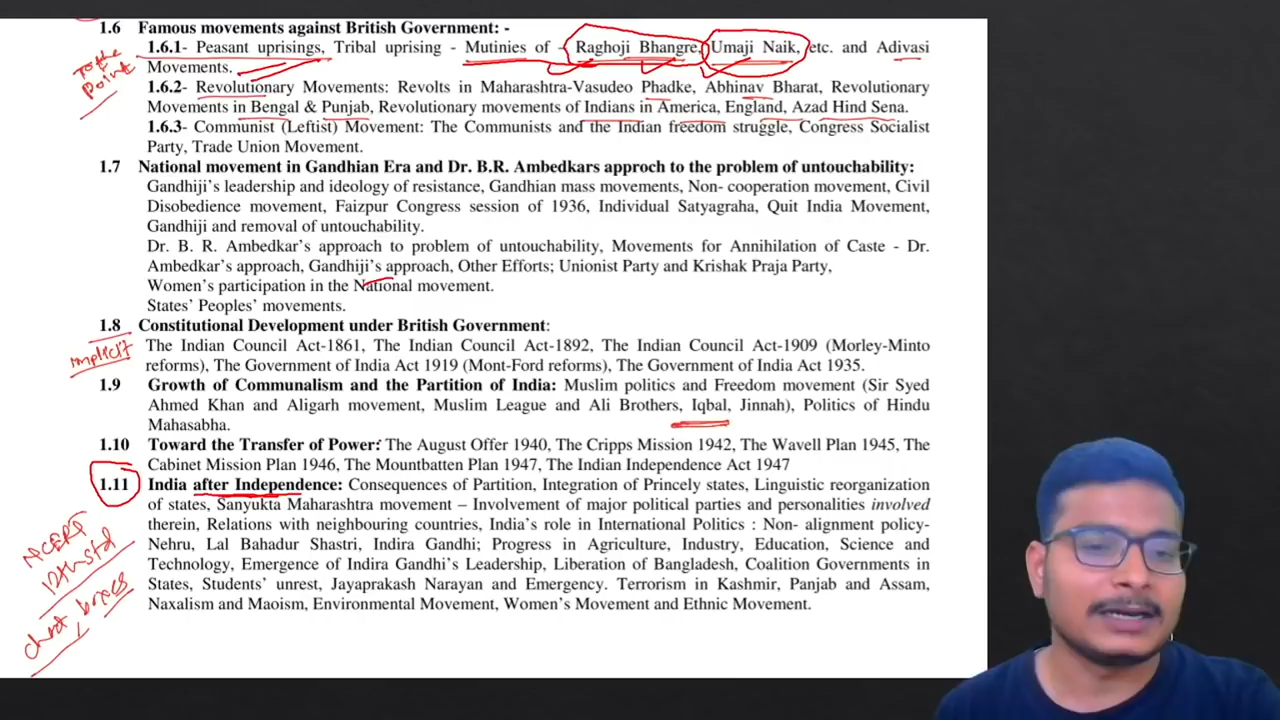 1.6 Famous movements against British Government: -
1.6.1- Peasant uprisings, Tribal uprising - Mutinies of - Raghoji Bhangre, Umaji Naik, etc. and Adivasi
Movements.
To the
point
1.6.2- Revolutionary Movements: Revolts in Maharashtra-Vasudeo Phadke, Abhinav Bharat, Revolutionary
Movements in Bengal & Punjab, Revolutionary movements of Indians in America, England, Azad Hind Sena.
1.6.3- Communist (Leftist) Movement: The Communists and the Indian freedom struggle, Congress Socialist
Party, Trade Union Movement.
1.7 National movement in Gandhian Era and Dr. B.R. Ambedkars approch to the problem of untouchability:
Gandhiji's leadership and ideology of resistance, Gandhian mass movements, Non- cooperation movement, Civil
Disobedience movement, Faizpur Congress session of 1936, Individual Satyagraha, Quit India Movement,
Gandhiji and removal of untouchability.
Dr. B. R. Ambedkar's approach to problem of untouchability, Movements for Annihilation of Caste - Dr.
Ambedkar's approach, Gandhiji's approach, Other Efforts; Unionist Party and Krishak Praja Party,
Women's participation in the National movement.
States' Peoples' movements.
1.8 Constitutional Development under British Government:
implicit
The Indian Council Act-1861, The Indian Council Act-1892, The Indian Council Act-1909 (Morley-Minto
reforms), The Government of India Act 1919 (Mont-Ford reforms), The Government of India Act 1935.
1.9 Growth of Communalism and the Partition of India: Muslim politics and Freedom movement (Sir Syed
Ahmed Khan and Aligarh movement, Muslim League and Ali Brothers, Iqbal, Jinnah), Politics of Hindu
Mahasabha.
1.10 Toward the Transfer of Power: The August Offer 1940, The Cripps Mission 1942, The Wavell Plan 1945, The
Cabinet Mission Plan 1946, The Mountbatten Plan 1947, The Indian Independence Act 1947
1.11 India after Independence: Consequences of Partition, Integration of Princely states, Linguistic reorganization
of states, Sanyukta Maharashtra movement – Involvement of major political parties and personalities involved
therein, Relations with neighbouring countries, India's role in International Politics : Non- alignment policy-
Nehru, Lal Bahadur Shastri, Indira Gandhi; Progress in Agriculture, Industry, Education, Science and
Technology, Emergence of Indira Gandhi's Leadership, Liberation of Bangladesh, Coalition Governments in
States, Students' unrest, Jayaprakash Narayan and Emergency. Terrorism in Kashmir, Panjab and Assam,
Naxalism and Maoism, Environmental Movement, Women's Movement and Ethnic Movement.
NCERT
12th std
boxes